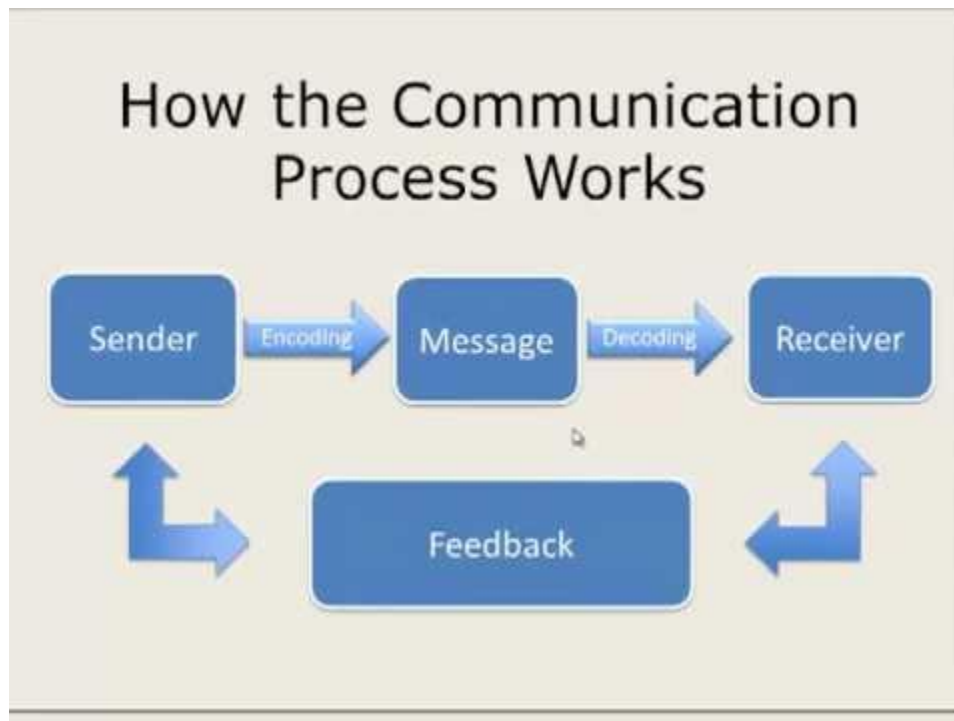 How the Communication
Process Works
Sender
Encoding
Message
Decoding
Receiver
Feedback